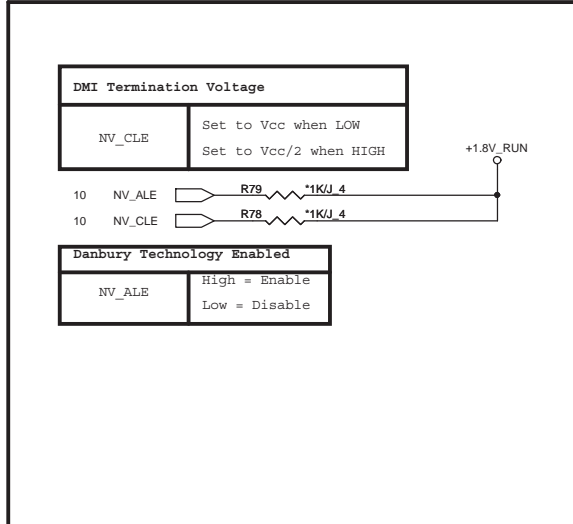 DMI Termination Voltage
NV_CLE
Set to Vcc when LOW
Set to Vcc/2 when HIGH
+1.8V_RUN
10 NV_ALE R79 *1K/J_4
10 NV_CLE R78 *1K/J_4
Danbury Technology Enabled
NV_ALE
High = Enable
Low = Disable